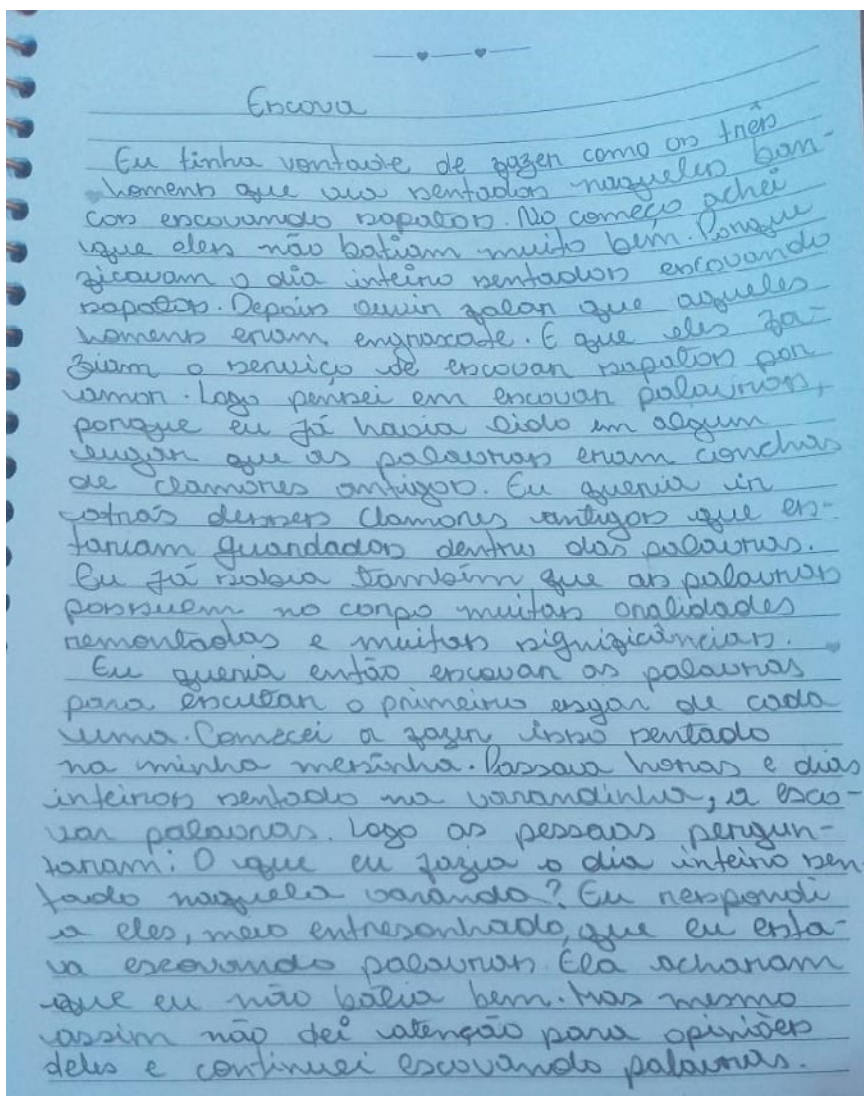 Escova
Eu tinha vontade de fazer como os três
homens que via sentados naqueles ban-
cos escovando sapatos. No começo achei
que eles não batiam muito bem. Porque
ficavam o dia inteiro sentados escovando
sapatos. Depois ouvir falar que aqueles
homens eram engraxate. E que eles fa-
ziam o serviço de escovar sapatos por
amor. Logo pensei em escovar palavras,
porque eu já havia lido em algum
lugar que as palavras eram conchas
de clamores antigos. Eu queria ir
atrás desses clamores antigos que es-
tariam guardados dentro das palavras.
Eu já sabia também que as palavras
possuem no corpo muitas oralidades
remontadas e muitas significâncias.
Eu queria então escovar as palavras
para escutar o primeiro esgar de cada
uma. Comecei a fazer isso sentado
na minha mesinha. Passava horas e dias
inteiros sentado na varandinha, a esco-
var palavras. Logo as pessoas pergun-
taram: O que eu fazia o dia inteiro sen-
tado naquela varanda? Eu respondi
a eles, meio entresonhado, que eu esta-
va escovando palavras. Ela acharam
que eu não batia bem. Mas mesmo
assim não dei atenção para opiniões
deles e continuei escovando palavras.